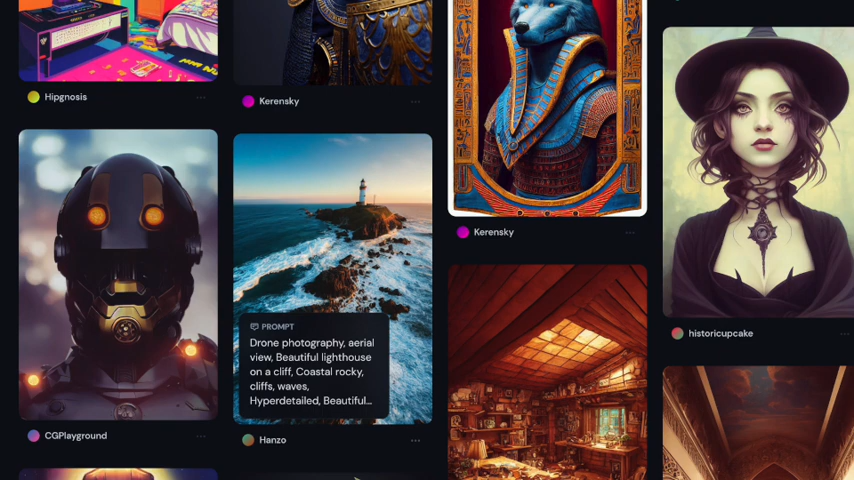 Hipgnosis
Kerensky
Kerensky
historicupcake
PROMPT
Drone photography, aerial
view, Beautiful lighthouse
on a cliff, Coastal rocky,
cliffs, waves,
Hyperdetailed, Beautiful...
CGPlayground
Hanzo